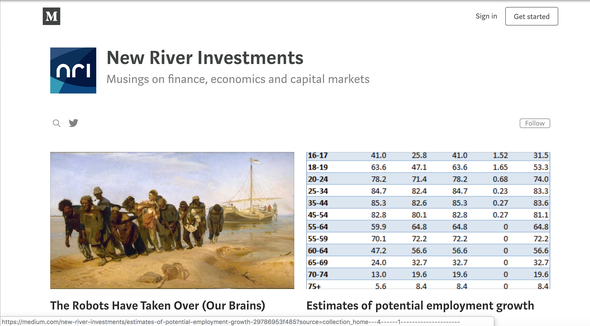 M
Sign in Get started
nri
New River Investments
Musings on finance, economics and capital markets
Follow
16-17 41.0 25.8 41.0 1.52 31.5
18-19 63.6 47.1 63.6 1.65 53.3
20-24 78.2 71.4 78.2 0.68 74.0
25-34 84.7 82.4 84.7 0.23 83.3
35-44 85.3 82.6 85.3 0.27 83.6
45-54 82.8 80.1 82.8 0.27 81.1
55-64 59.9 64.8 64.8 0 64.8
55-59 70.1 72.2 72.2 0 72.2
60-64 47.2 56.6 56.6 0 56.6
65-69 24.0 32.7 32.7 0 32.7
70-74 13.0 19.6 19.6 0 19.6
75+ 5.6 8.4 8.4 0 8.4
The Robots Have Taken Over (Our Brains)
Estimates of potential employment growth
https://medium.com/new-river-investments/estimates-of-potential-employment-growth-29786953f485?source=collection_home---4------1---------------------